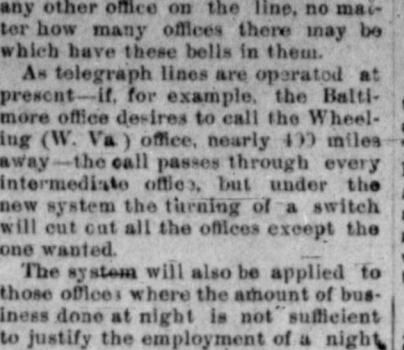 any other office on the line, no mat-
ter how many offices there may be
which have these bells in them.
As telegraph lines are operated at
present—if, for example, the Balti-
more office desires to call the Wheel-
ing (W. Va ) office, nearly 400 miles
away—the call passes through every
intermediate office, but under the
new system the turning of a switch
will cut out all the offices except the
one wanted.
The system will also be applied to
those offices where the amount of bus-
iness done at night is not sufficient
to justify the employment of a night